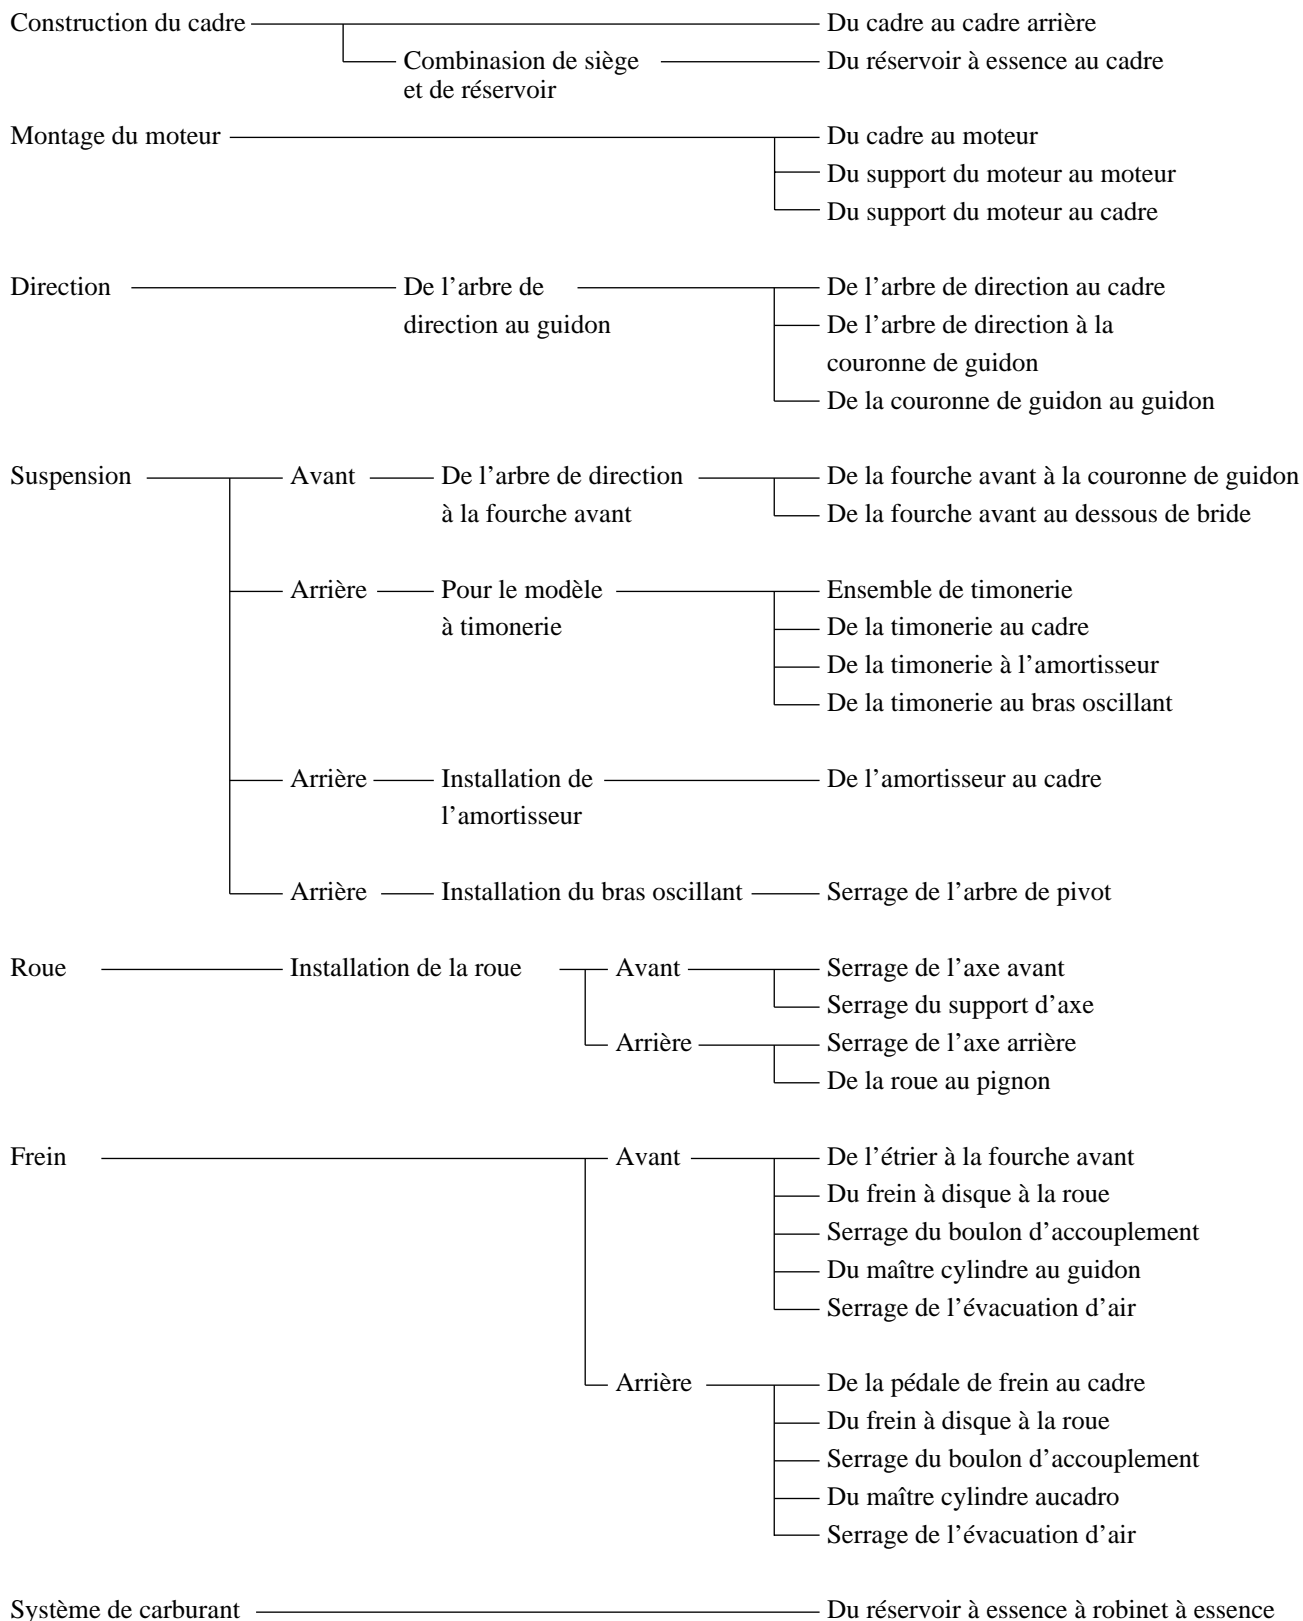 Construction du cadre Du cadre au cadre arrière
Combinasion de siège Du réservoir à essence au cadre
et de réservoir
Montage du moteur Du cadre au moteur
Du support du moteur au moteur
Du support du moteur au cadre
Direction De l’arbre de De l’arbre de direction au cadre
direction au guidon De l’arbre de direction à la
couronne de guidon
De la couronne de guidon au guidon
Suspension Avant De l’arbre de direction De la fourche avant à la couronne de guidon
à la fourche avant De la fourche avant au dessous de bride
Arrière Pour le modèle Ensemble de timonerie
à timonerie De la timonerie au cadre
De la timonerie à l’amortisseur
De la timonerie au bras oscillant
Arrière Installation de De l’amortisseur au cadre
l’amortisseur
Arrière Installation du bras oscillant Serrage de l’arbre de pivot
Roue Installation de la roue Avant Serrage de l’axe avant
Serrage du support d’axe
Arrière Serrage de l’axe arrière
De la roue au pignon
Frein Avant De l’étrier à la fourche avant
Du frein à disque à la roue
Serrage du boulon d’accouplement
Du maître cylindre au guidon
Serrage de l’évacuation d’air
Arrière De la pédale de frein au cadre
Du frein à disque à la roue
Serrage du boulon d’accouplement
Du maître cylindre aucadro
Serrage de l’évacuation d’air
Système de carburant Du réservoir à essence à robinet à essence